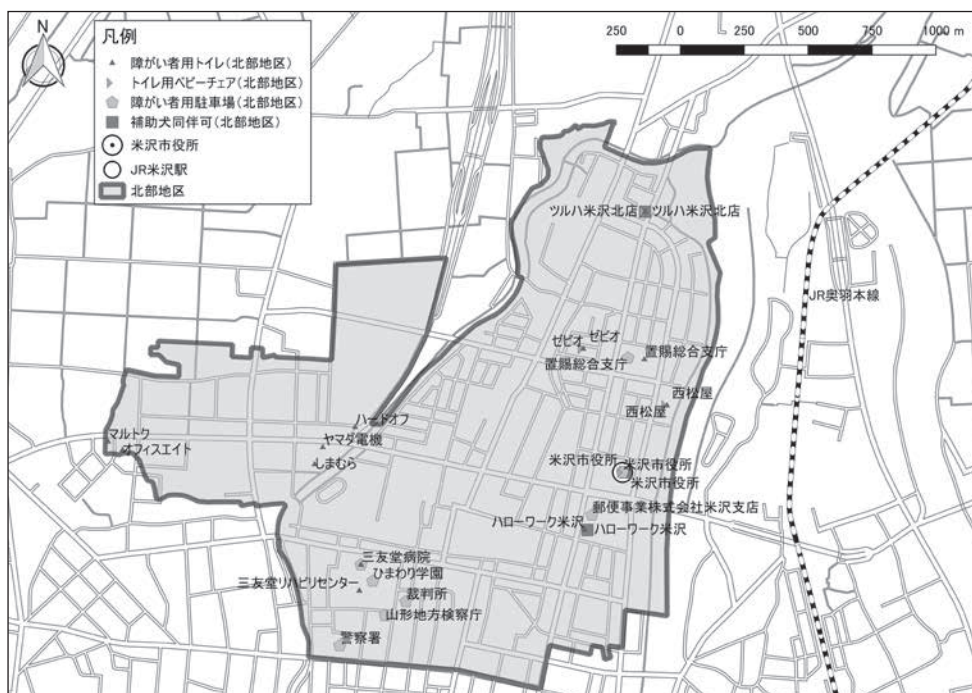 N
凡例
障がい者用トイレ(北部地区)
トイレ用ベビーチェア(北部地区)
障がい者用駐車場(北部地区)
補助犬同伴可(北部地区)
米沢市役所
JR米沢駅
北部地区
250 0 250 500 750 1000 m
ツルハ米沢北店 ツルハ米沢北店
JR奥羽本線
ゼビオ ゼビオ
置賜総合支庁 置賜総合支庁
西松屋
西松屋
ハードオフ
ヤマダ電機
しまむら
マルトク
オフィスエイト
米沢市役所 米沢市役所
米沢市役所
郵便事業株式会社米沢支店
ハローワーク米沢 ハローワーク米沢
三友堂病院
ひまわり学園
三友堂リハビリセンター
裁判所
山形地方検察庁
警察署